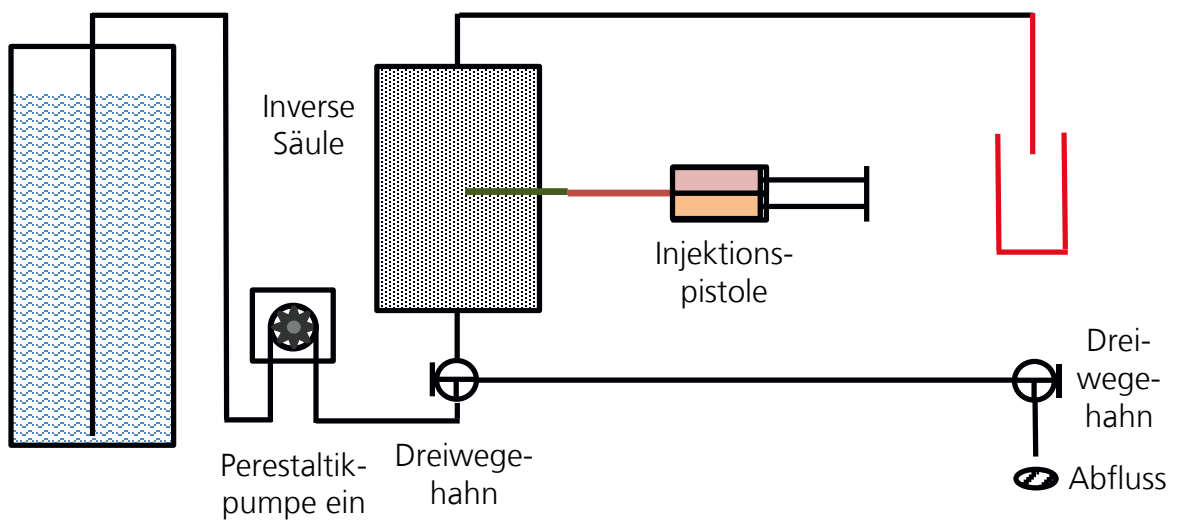 Inverse
Säule
Injektions-
pistole
Drei-
wege-
hahn
Perestaltik-
pumpe ein
Dreiwege-
hahn
Abfluss